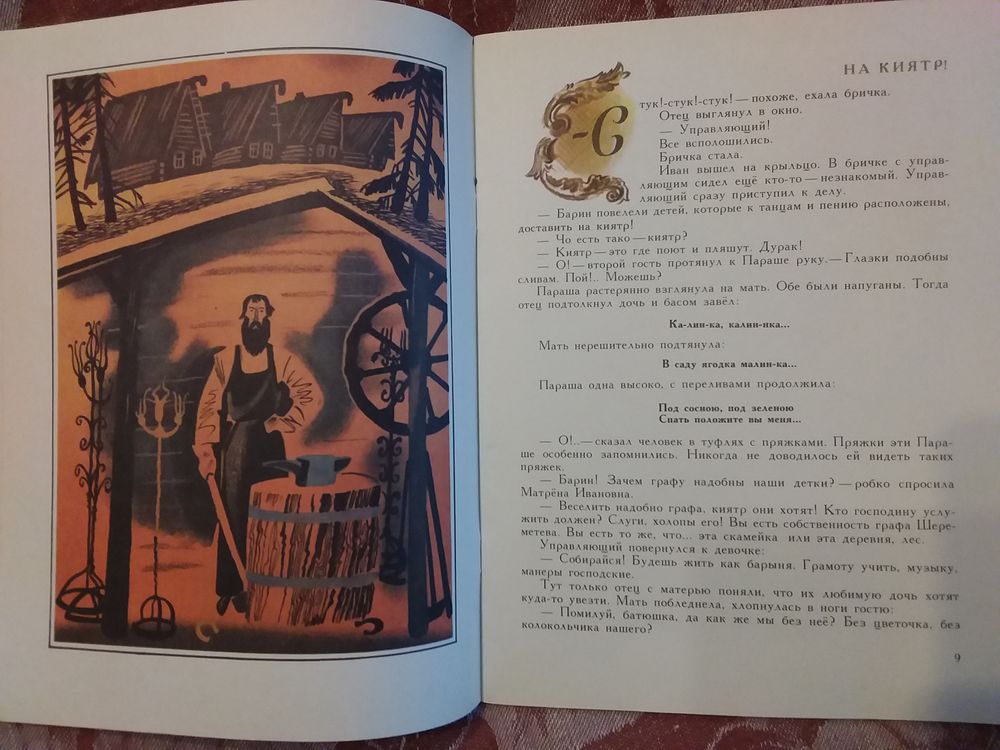 НА КИЯТР!
-С
тук!-стук!-стук! — похоже, ехала бричка.
Отец выглянул в окно.
— Управляющий!
Все всполошились.
Бричка стала.
Иван вышел на крыльцо. В бричке с управ-
ляющим сидел ещё кто-то — незнакомый. Управ-
ляющий сразу приступил к делу.
— Барин повелели детей, которые к танцам и пению расположены,
доставить на киятр!
— Чо есть тако — киятр?
— Киятр — это где поют и пляшут. Дурак!
— О! — второй гость протянул к Параше руку. — Глазки подобны
сливам. Пой!.. Можешь?
Параша растерянно взглянула на мать. Обе были напуганы. Тогда
отец подтолкнул дочь и басом завёл:
Ка-лин-ка, калин-нка...
Мать нерешительно подтянула:
В саду ягодка малин-ка...
Параша одна высоко, с переливами продолжила:
Под сосною, под зеленою
Спать положите вы меня...
— О!.. — сказал человек в туфлях с пряжками. Пряжки эти Пара-
ше особенно запомнились. Никогда не доводилось ей видеть таких
пряжек.
— Барин! Зачем графу надобны наши детки? — робко спросила
Матрёна Ивановна.
— Веселить надобно графа, киятр они хотят! Кто господину услу-
жить должен? Слуги, холопы его! Вы есть собственность графа Шере-
метева. Вы есть то же, что... эта скамейка или эта деревня, лес.
Управляющий повернулся к девочке:
— Собирайся! Будешь жить как барыня. Грамоту учить, музыку,
манеры господские.
Тут только отец с матерью поняли, что их любимую дочь хотят
куда-то увезти. Мать побледнела, хлопнулась в ноги гостю:
— Помилуй, батюшка, да как же мы без неё? Без цветочка, без
колокольчика нашего?
9